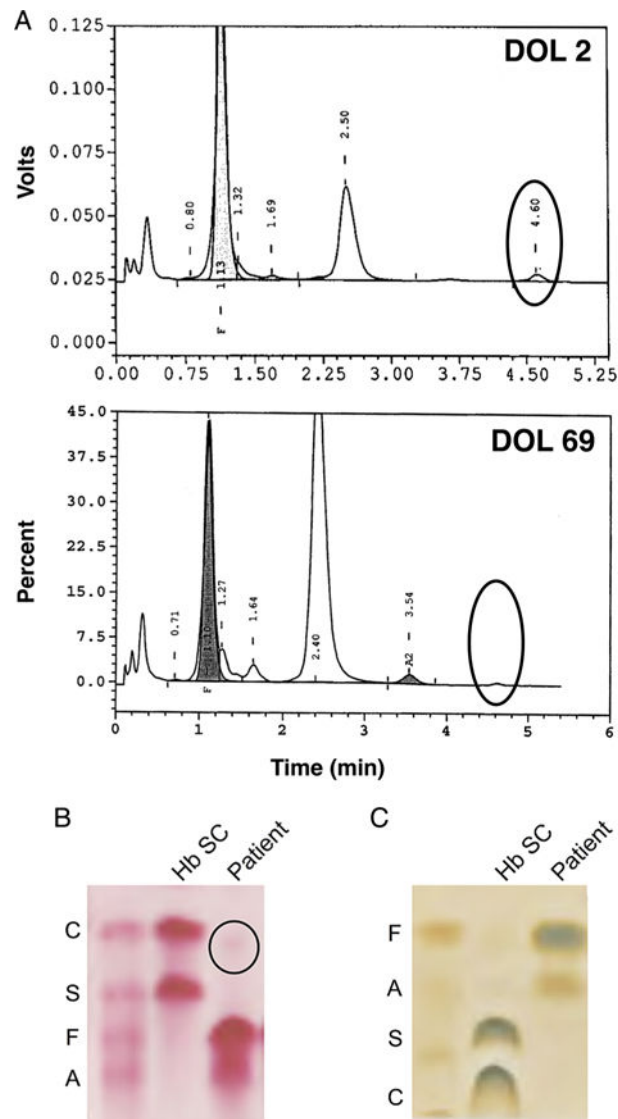 A
DOL 2
Volts
0.125
0.100
0.075
0.050
0.025
0.000
0.80
1.13
F
1.32
1.69
2.50
4.60
0.00 0.75 1.50 2.25 3.00 3.75 4.50 5.25
DOL 69
Percent
45.0
37.5
30.0
22.5
15.0
7.5
0.0
0.71
1.10
F
1.27
1.64
2.40
3.54
A2
0 1 2 3 4 5 6
Time (min)
B
Hb SC
Patient
C
S
F
A
C
Hb SC
Patient
F
A
S
C